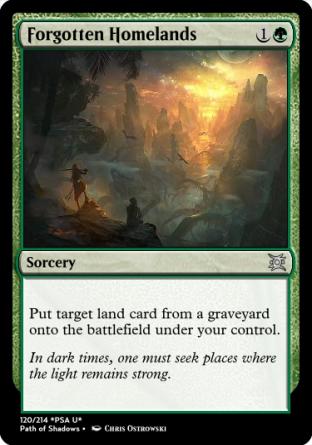 Forgotten Homelands 1
Sorcery
Put target land card from a graveyard
onto the battlefield under your control.
In dark times, one must seek places where
the light remains strong.
120/214 *PSA U*
Path of Shadows • Chris Ostrowski